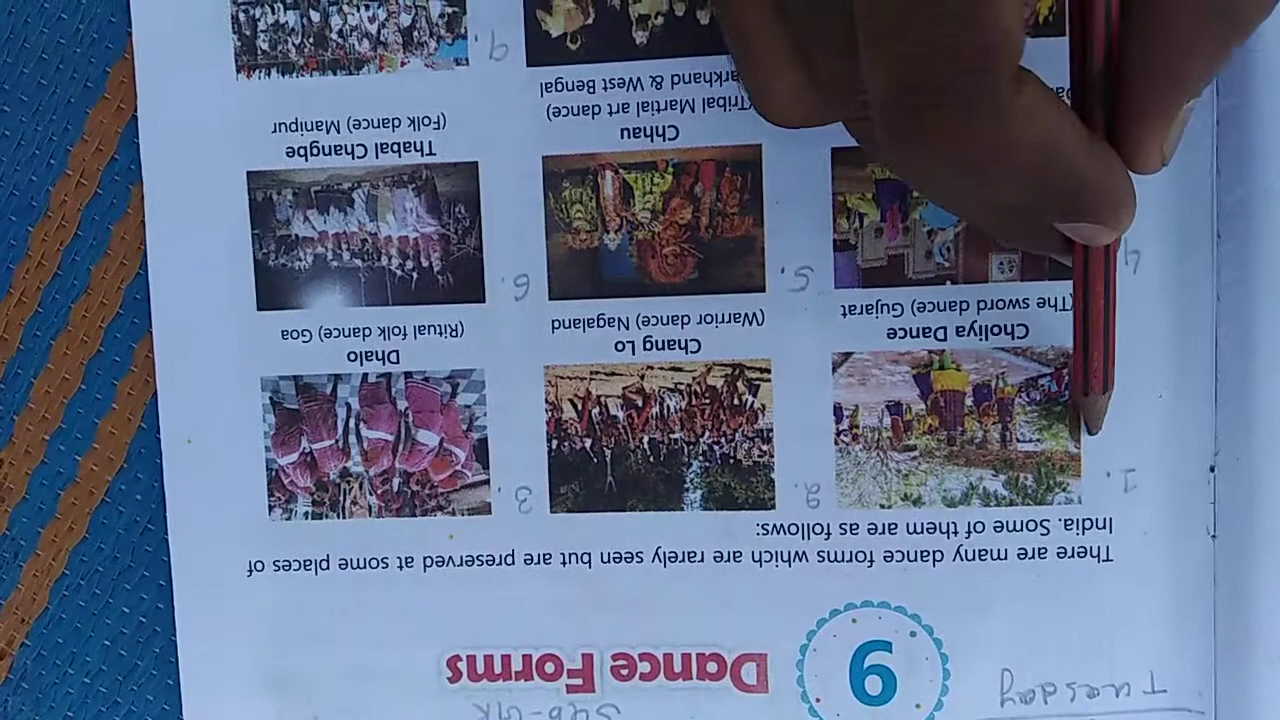 Tuesday
Sub-GK
9
Dance Forms
There are many dance forms which are rarely seen but are preserved at some places of
India. Some of them are as follows:
1.
2.
3.
Choliya Dance
(The sword dance) Gujarat
Chang Lo
(Warrior dance) Nagaland
Dhalo
(Ritual folk dance) Goa
4
5.
6.
Chhau
(Tribal Martial art dance)
& West Bengal
Thabal Changbe
(Folk dance) Manipur
9.